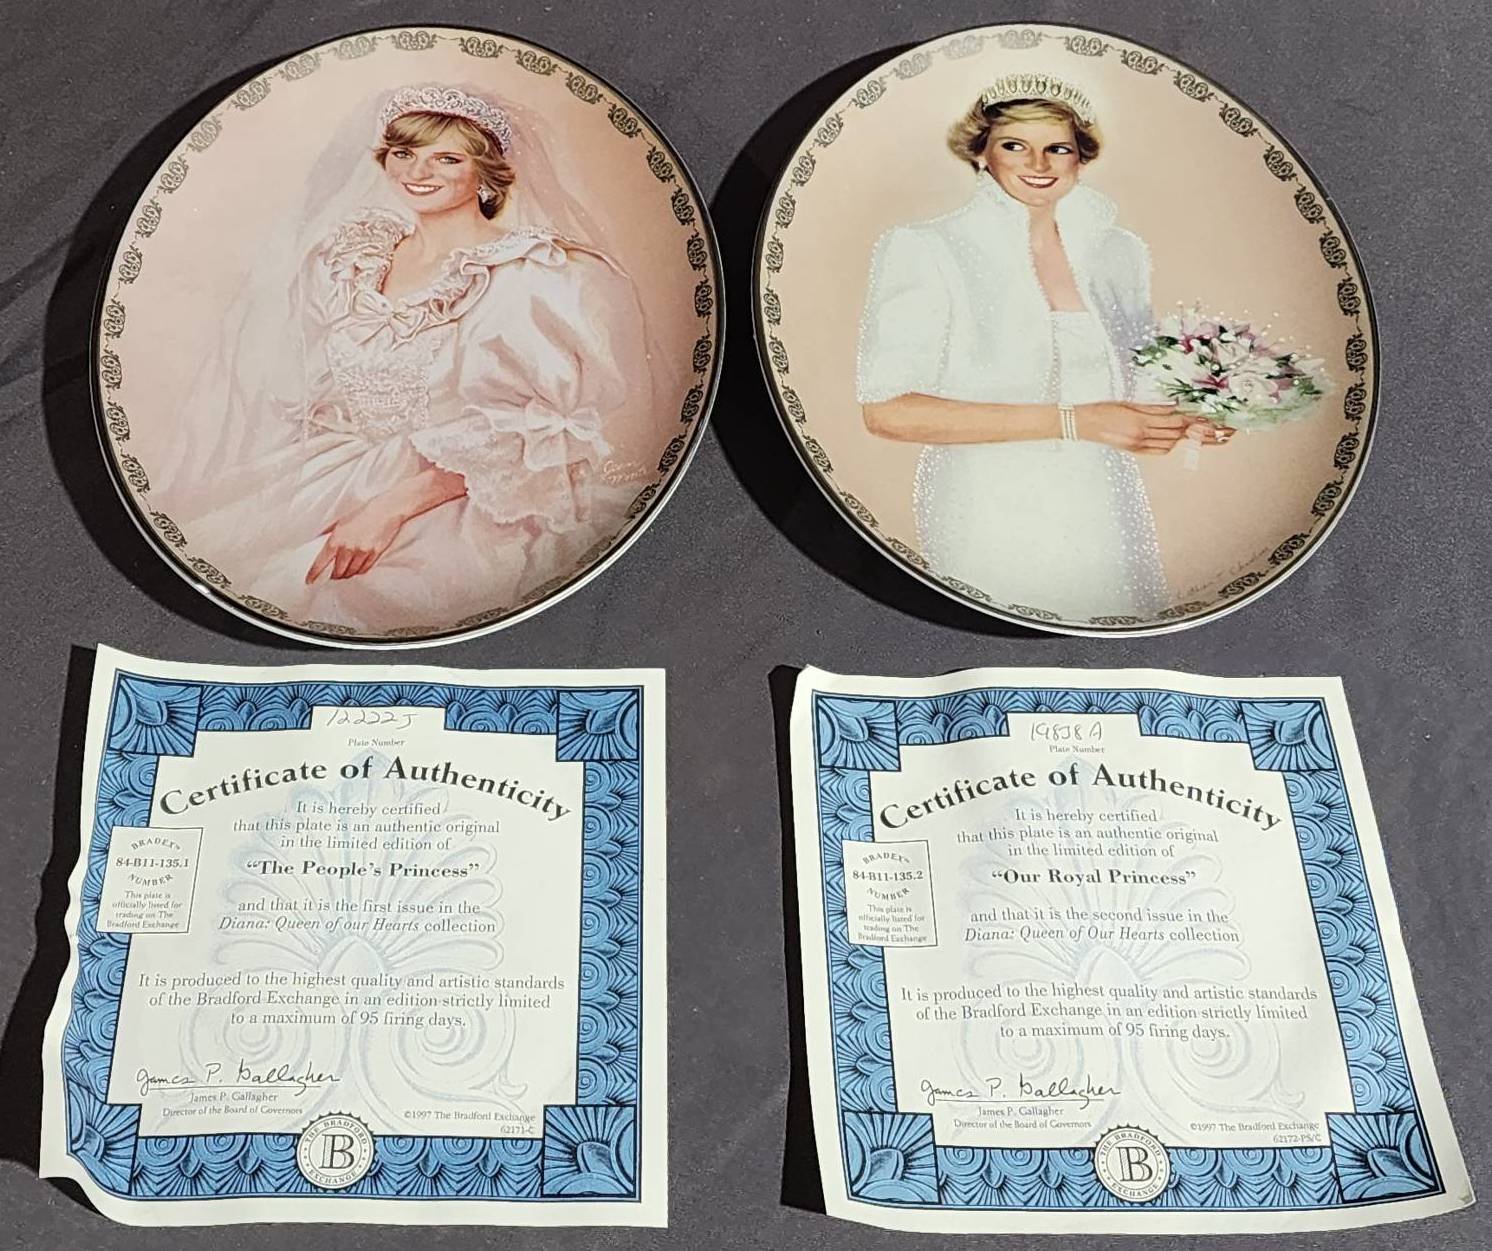 12222J
Plate Number
Certificate of Authenticity
It is hereby certified
that this plate is an authentic original
in the limited edition of
“The People's Princess”
and that it is the first issue in the
Diana: Queen of our Hearts collection
BRADEX™
84-B11-135.1
NUMBER
This plate is
officially listed for
trading on The
Bradford Exchange
It is produced to the highest quality and artistic standards
of the Bradford Exchange in an edition strictly limited
to a maximum of 95 firing days.
James P. Gallagher
James P. Gallagher
Director of the Board of Governors
©1997 The Bradford Exchange
62171-C
THE BRADFORD
B
EXCHANGE
19838A
Plate Number
Certificate of Authenticity
It is hereby certified
that this plate is an authentic original
in the limited edition of
“Our Royal Princess”
and that it is the second issue in the
Diana: Queen of Our Hearts collection
BRADEX™
84-B11-135.2
NUMBER
This plate is
officially listed for
trading on The
Bradford Exchange
It is produced to the highest quality and artistic standards
of the Bradford Exchange in an edition strictly limited
to a maximum of 95 firing days.
James P. Gallagher
James P. Gallagher
Director of the Board of Governors
©1997 The Bradford Exchange
62172-PS/C
THE BRADFORD
B
EXCHANGE